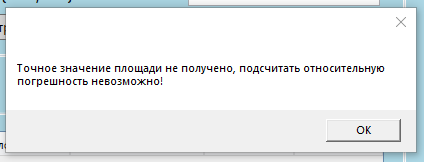 Точное значение площади не получено, подсчитать относительную
погрешность невозможно!
OK